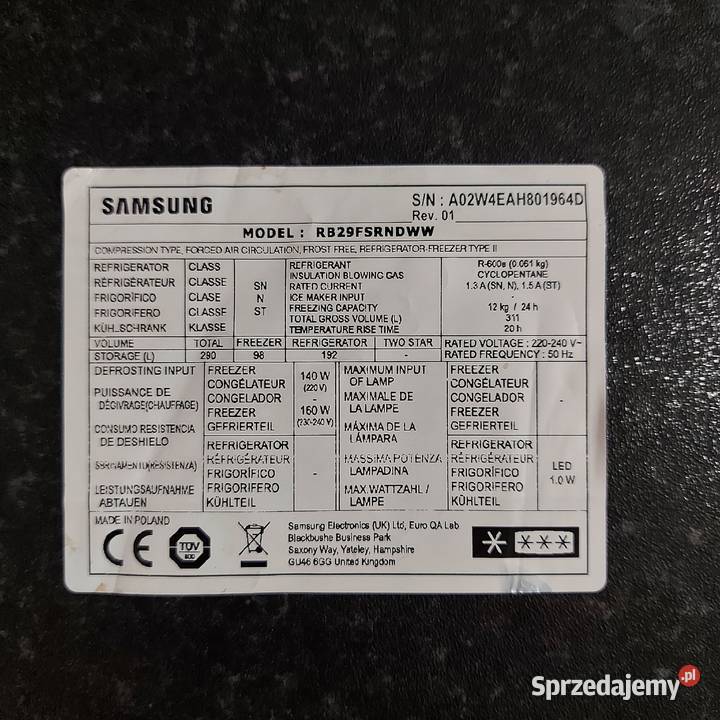 SAMSUNG
S/N : A02W4EAH801964D
Rev. 01
MODEL : RB29FSRNDWW
COMPRESSION TYPE, FORCED AIR CIRCULATION, FROST FREE, REFRIGERATOR-FREEZER TYPE II
REFRIGERATOR CLASS
RÉFRIGÉRATEUR CLASSE
FRIGORÍFICO CLASE
FRIGORIFERO CLASSE
KÜHLSCHRANK KLASSE
SN
N
ST
REFRIGERANT R-600a (0.061 kg)
INSULATION BLOWING GAS CYCLOPENTANE
RATED CURRENT 1.3 A (SN, N), 1.5 A (ST)
ICE MAKER INPUT -
FREEZING CAPACITY 12 kg / 24 h
TOTAL GROSS VOLUME (L) 311
TEMPERATURE RISE TIME 20 h
VOLUME TOTAL FREEZER REFRIGERATOR TWO STAR
STORAGE (L) 290 98 192 -
RATED VOLTAGE : 220-240 V~
RATED FREQUENCY : 50 Hz
DEFROSTING INPUT
PUISSANCE DE
DÉGIVRAGE(CHAUFFAGE)
CONSUMO RESISTENCIA
DE DESHIELO
SBRINAMENTO(RESISTENZA)
LEISTUNGSAUFNAHME
ABTAUEN
FREEZER
CONGÉLATEUR
CONGELADOR
FREEZER
GEFRIERTEIL
140 W
(220 V)
-
160 W
(230-240 V)
REFRIGERATOR
RÉFRIGÉRATEUR
FRIGORÍFICO
FRIGORIFERO
KÜHLTEIL
-
MAXIMUM INPUT
OF LAMP
MAXIMALE DE
LA LAMPE
MÁXIMA DE LA
LÁMPARA
MASSIMA POTENZA
LAMPADINA
MAX.WATTZAHL /
LAMPE
FREEZER
CONGÉLATEUR
CONGELADOR
FREEZER
GEFRIERTEIL
-
REFRIGERATOR
RÉFRIGÉRATEUR
FRIGORÍFICO
FRIGORIFERO
KÜHLTEIL
LED
1.0 W
MADE IN POLAND
CE
TÜV
Samsung Electronics (UK) Ltd, Euro QA Lab
Blackbushe Business Park
Saxony Way, Yateley, Hampshire
GU46 6GG United Kingdom
Sprzedajemy.pl